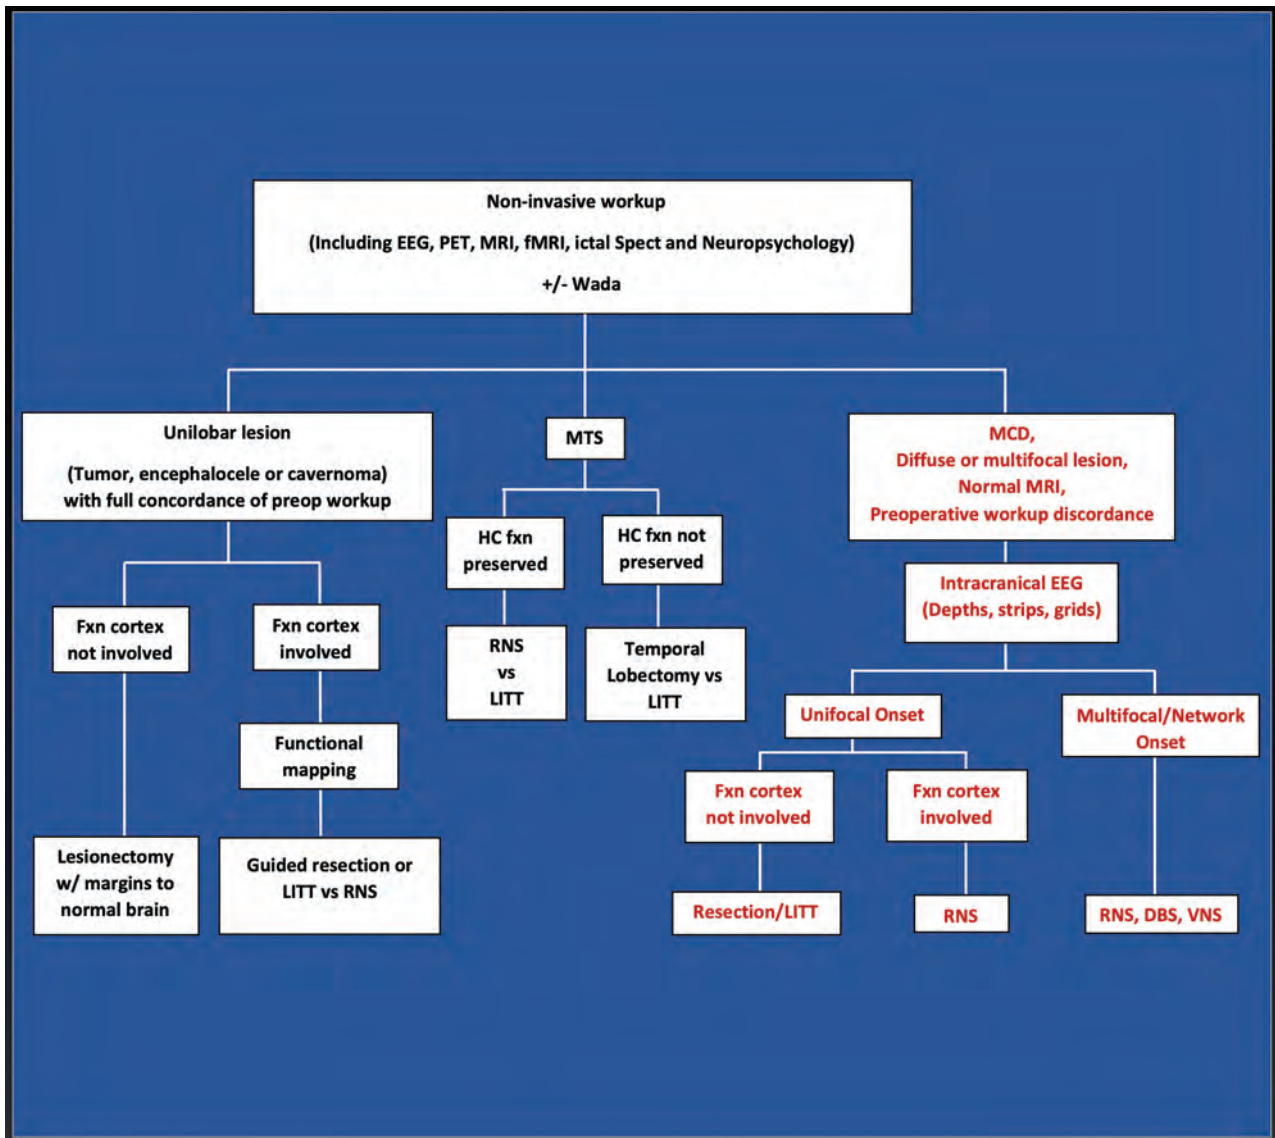 Non-invasive workup
(Including EEG, PET, MRI, fMRI, ictal Spect and Neuropsychology)
+/- Wada
Unilobar lesion
(Tumor, encephalocele or cavernoma)
with full concordance of preop workup
MTS
MCD,
Diffuse or multifocal lesion,
Normal MRI,
Preoperative workup discordance
HC fxn
preserved
HC fxn not
preserved
Intracranical EEG
(Depths, strips, grids)
Fxn cortex
not involved
Fxn cortex
involved
RNS
vs
LITT
Temporal
Lobectomy vs
LITT
Unifocal Onset
Multifocal/Network
Onset
Functional
mapping
Fxn cortex
not involved
Fxn cortex
involved
Lesionectomy
w/ margins to
normal brain
Guided resection or
LITT vs RNS
Resection/LITT
RNS
RNS, DBS, VNS